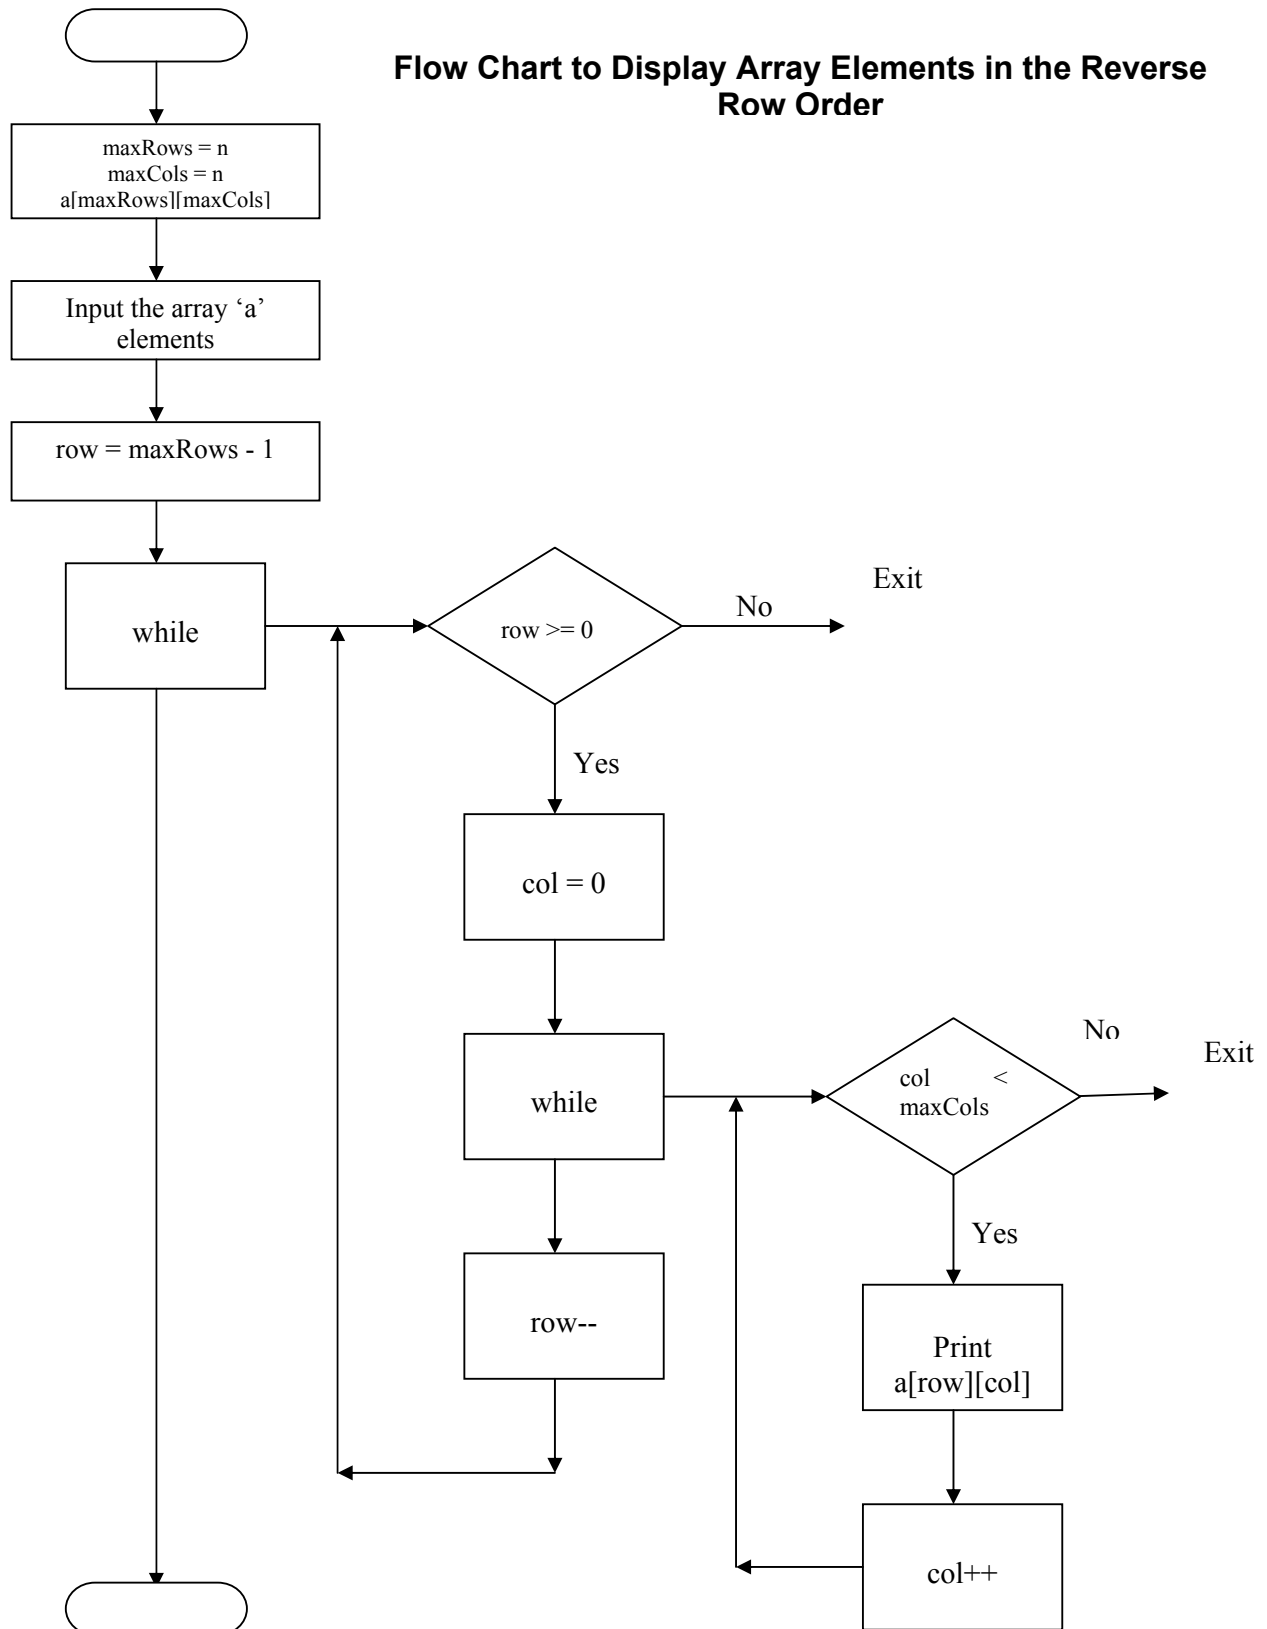 Flow Chart to Display Array Elements in the Reverse
Row Order
maxRows = n
maxCols = n
a[maxRows][maxCols]
Input the array ‘a’
elements
row = maxRows - 1
while
row >= 0
No
Exit
Yes
col = 0
while
col <
maxCols
No
Exit
Yes
row--
Print
a[row][col]
col++